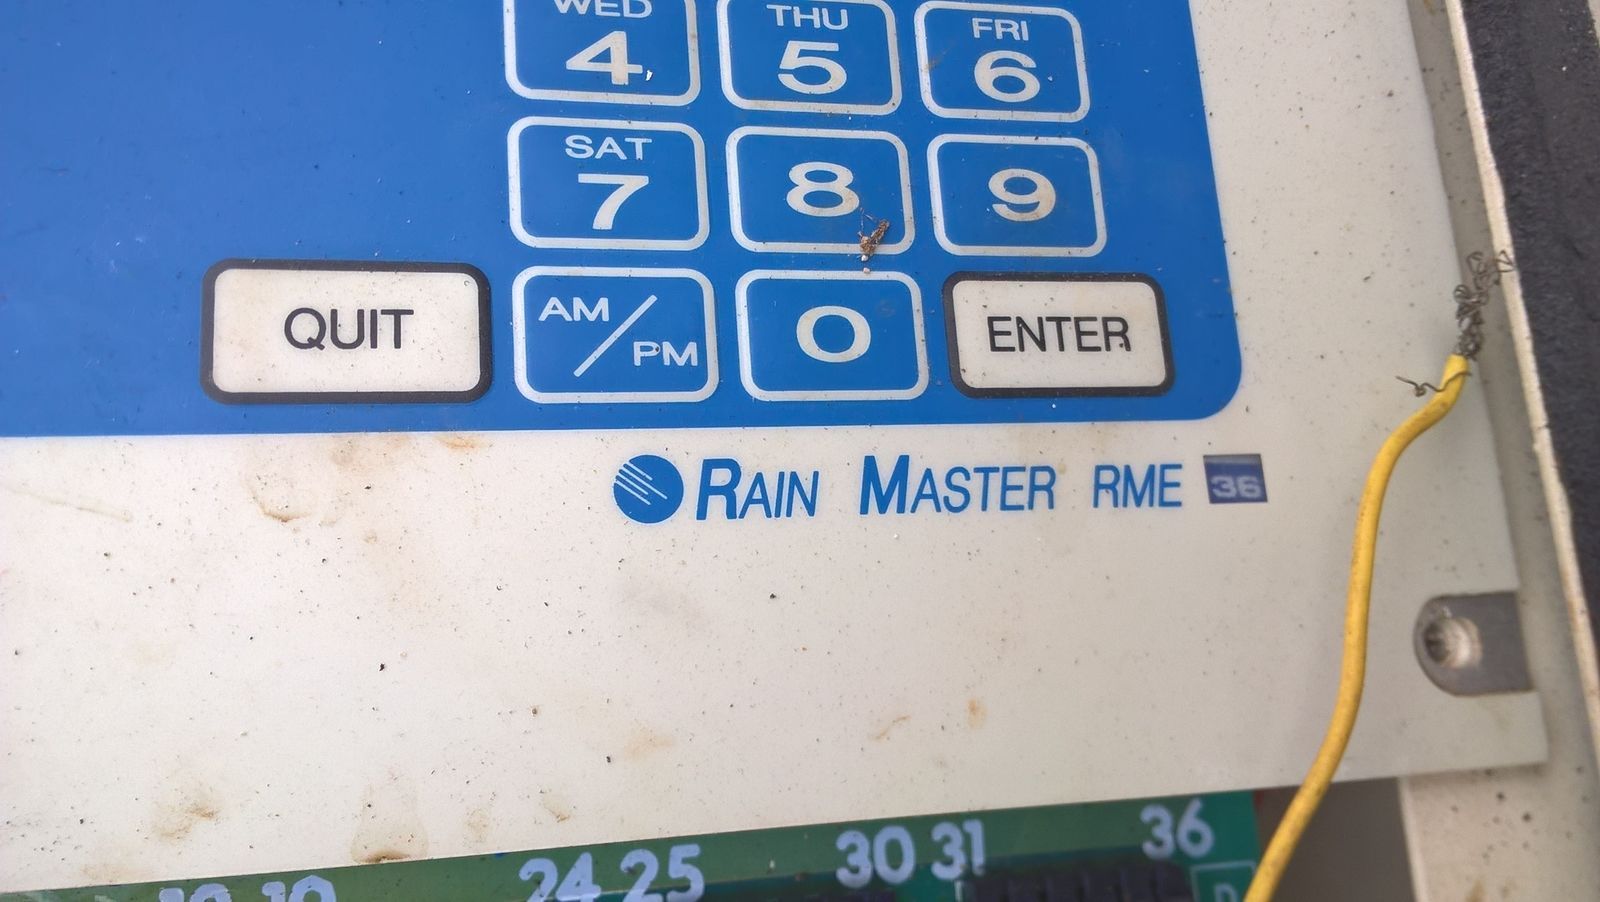 WED THU FRI
4 5 6
SAT
7 8 9
QUIT AM/PM 0 ENTER
RAIN MASTER RME 36
24 25 30 31 36